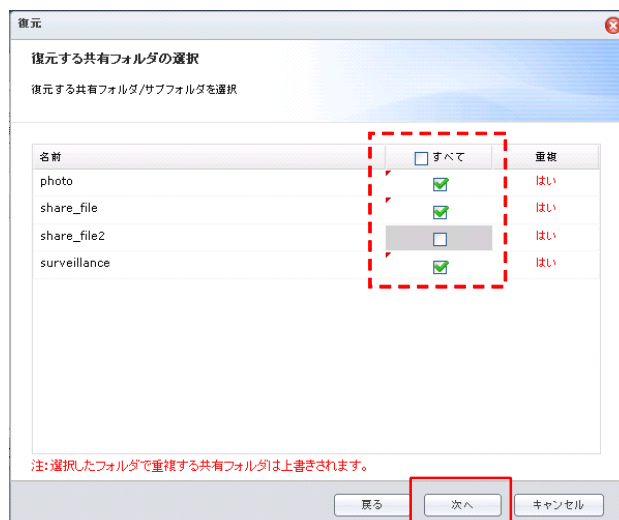 復元
復元する共有フォルダの選択
復元する共有フォルダ/サブフォルダを選択
名前 すべて 重複
photo はい
share_file はい
share_file2 はい
surveillance はい
注:選択したフォルダで重複する共有フォルダは上書きされます。
戻る 次へ キャンセル